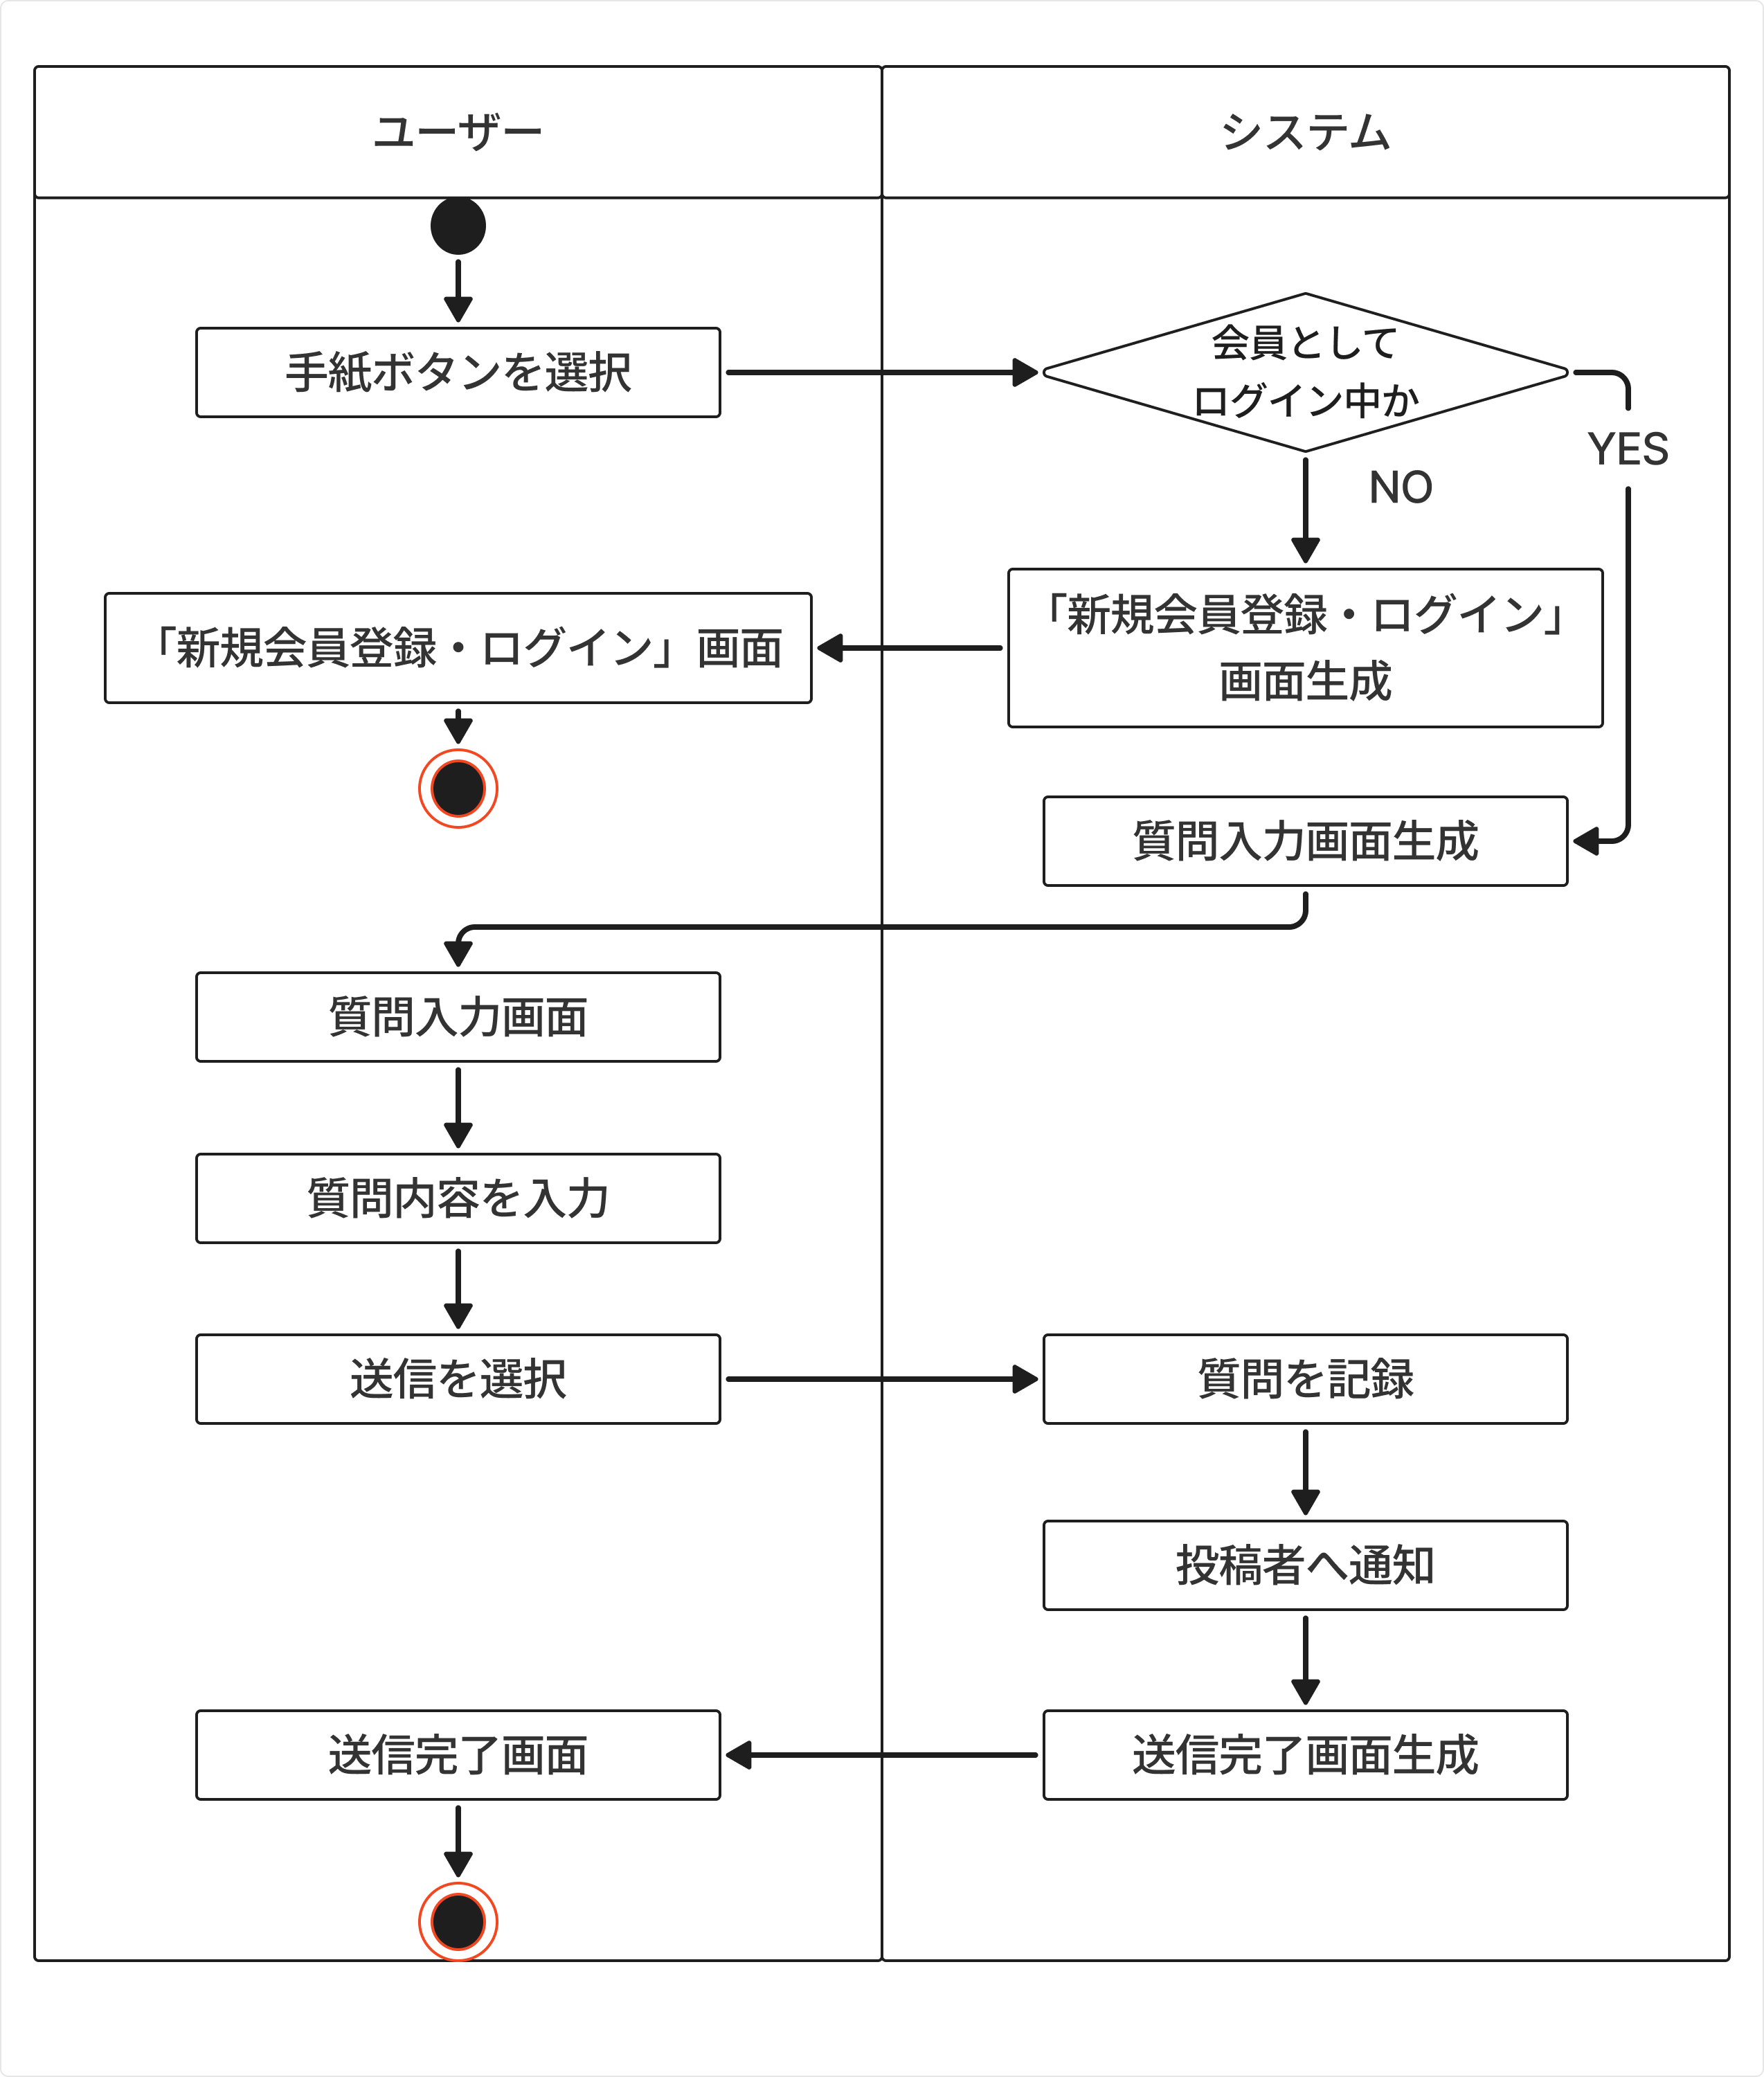 ユーザー
システム
手紙ボタンを選択
会員として
ログイン中か
YES
NO
「新規会員登録・ログイン」
画面生成
「新規会員登録・ログイン」画面
質問入力画面生成
質問入力画面
質問内容を入力
送信を選択
質問を記録
投稿者へ通知
送信完了画面生成
送信完了画面